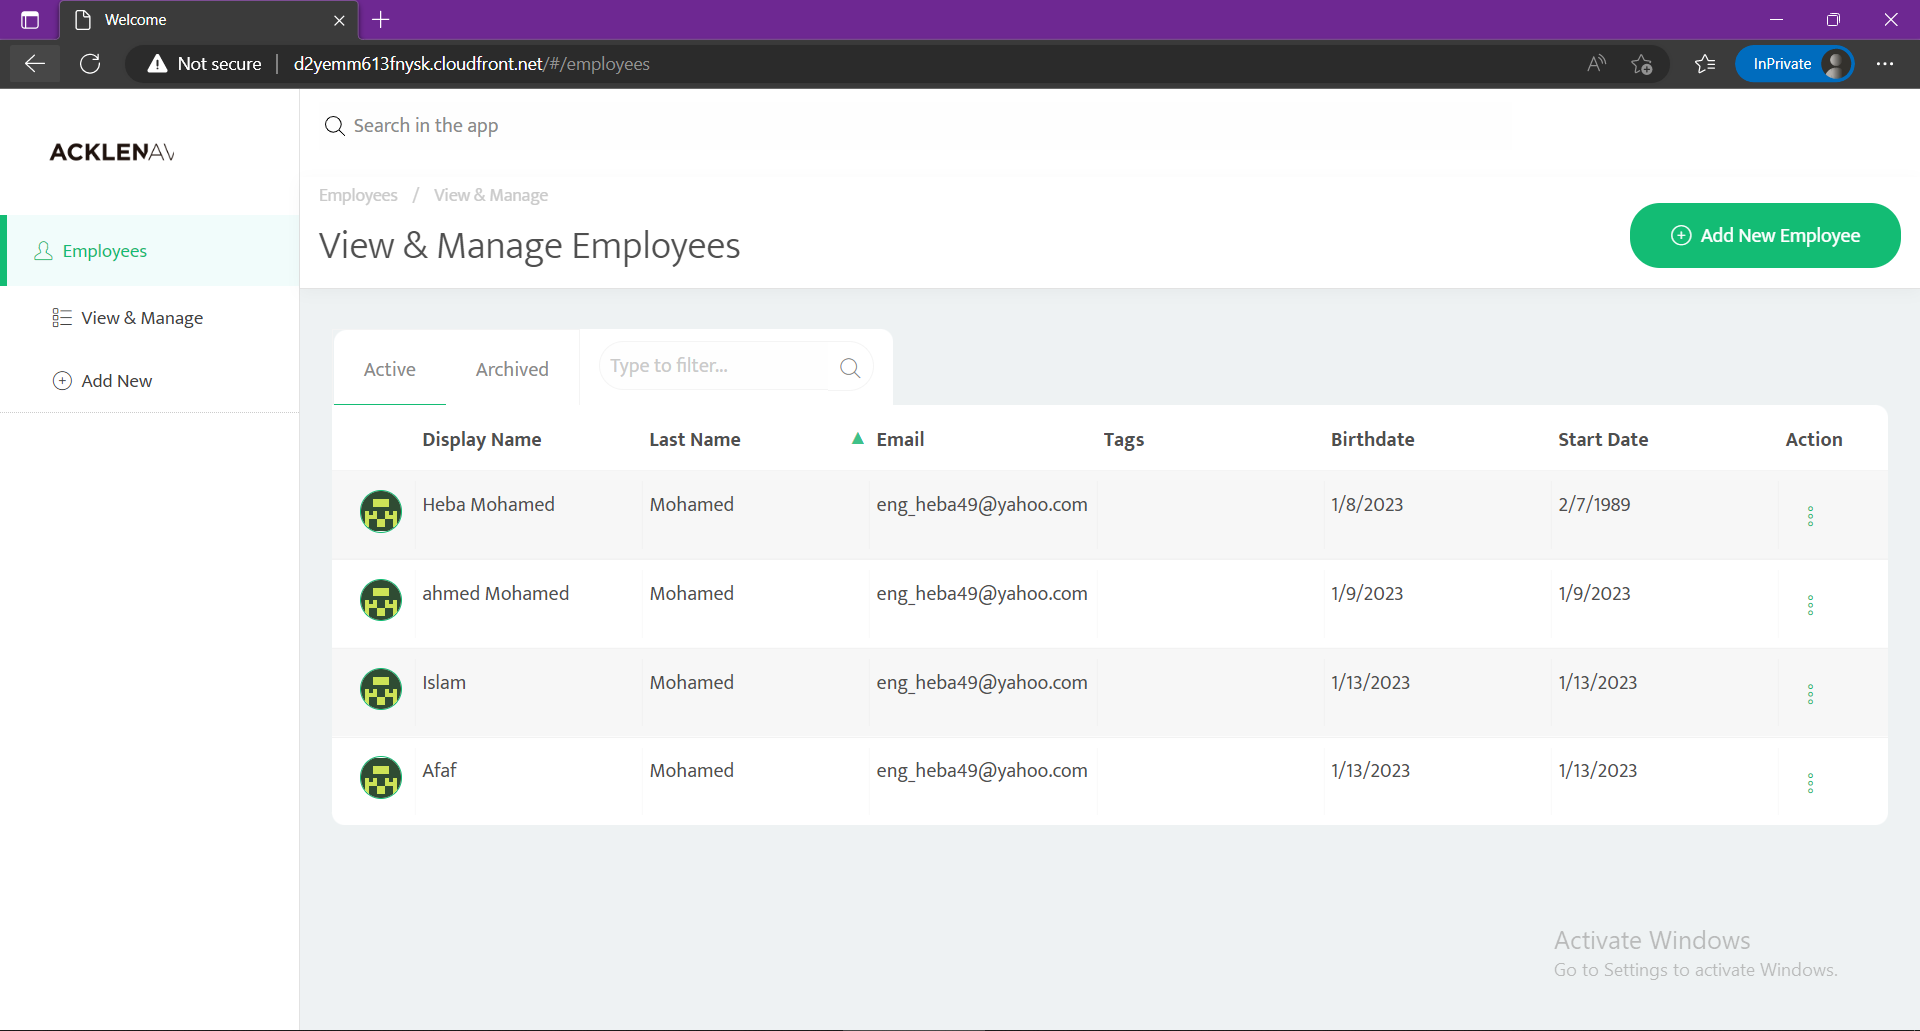 Welcome
Not secure d2yemm613fnysk.cloudfront.net/#/employees InPrivate
Search in the app
ACKLENAV
Employees / View & Manage
View & Manage Employees
Add New Employee
Employees
View & Manage
Add New
Active Archived Type to filter...
Display Name Last Name Email Tags Birthdate Start Date Action
Heba Mohamed Mohamed eng_heba49@yahoo.com 1/8/2023 2/7/1989
ahmed Mohamed Mohamed eng_heba49@yahoo.com 1/9/2023 1/9/2023
Islam Mohamed eng_heba49@yahoo.com 1/13/2023 1/13/2023
Afaf Mohamed eng_heba49@yahoo.com 1/13/2023 1/13/2023
Activate Windows
Go to Settings to activate Windows.